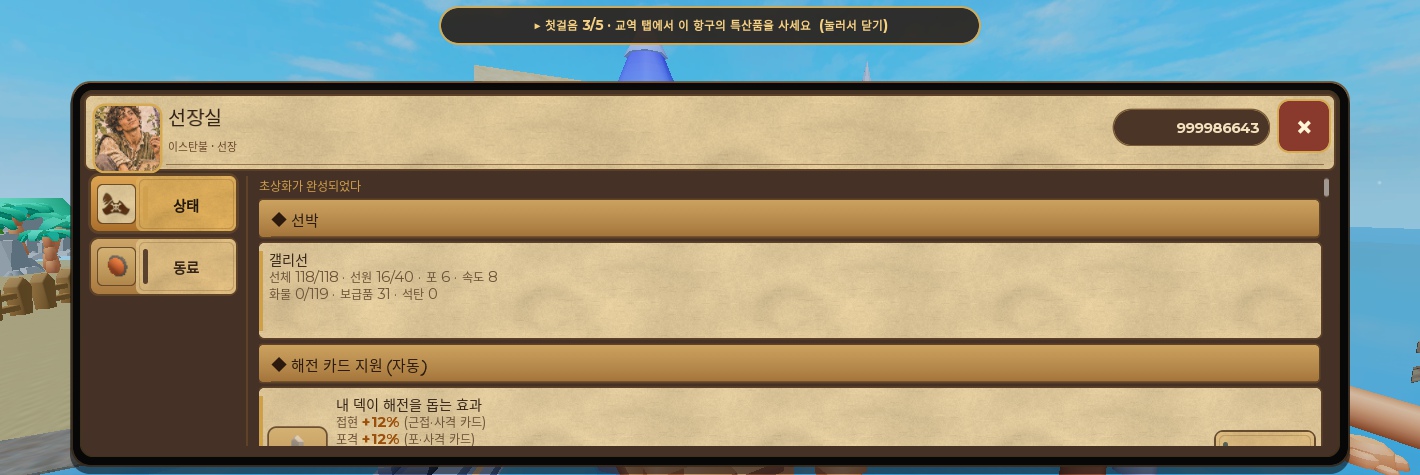 ▸ 첫걸음 3/5 · 교역 탭에서 이 항구의 특산품을 사세요 (눌러서 닫기)
선장실
이스탄불 · 선장
999986643
×
상태
동료
초상화가 완성되었다
◆ 선박
갤리선
선체 118/118 · 선원 16/40 · 포 6 · 속도 8
화물 0/119 · 보급품 31 · 석탄 0
◆ 해전 카드 지원 (자동)
내 덱이 해전을 돕는 효과
접현 +12% (근접·사격 카드)
포격 +12% (포·사격 카드)